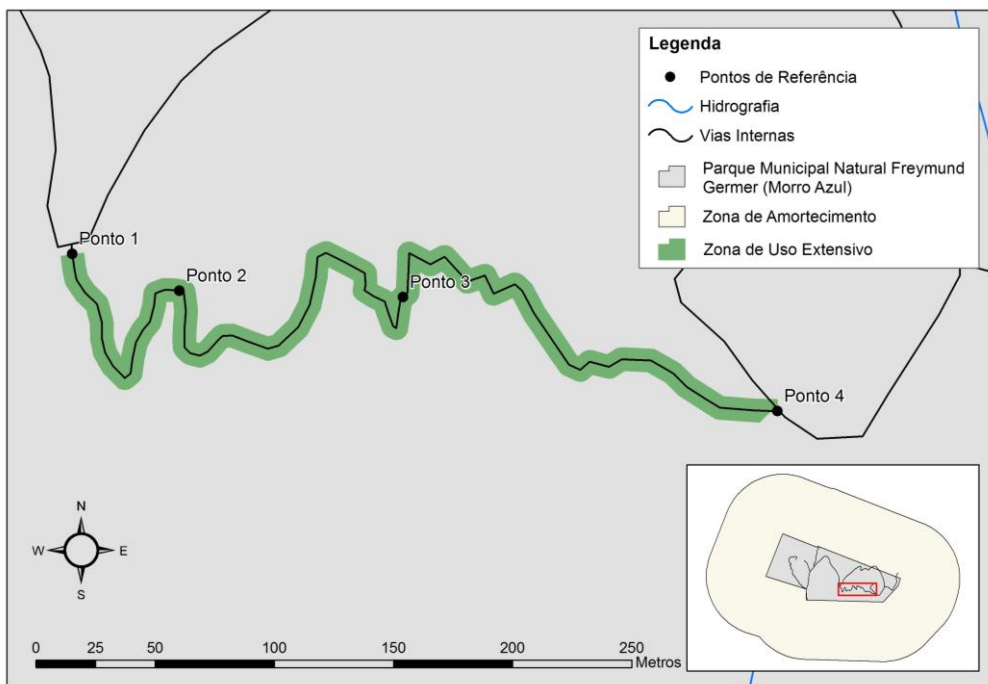 Legenda
Pontos de Referência
Hidrografia
Vias Internas
Parque Municipal Natural Freymund
Germer (Morro Azul)
Zona de Amortecimento
Zona de Uso Extensivo
Ponto 1
Ponto 2
Ponto 3
Ponto 4
N
W E
S
0 25 50 100 150 200 250
Metros